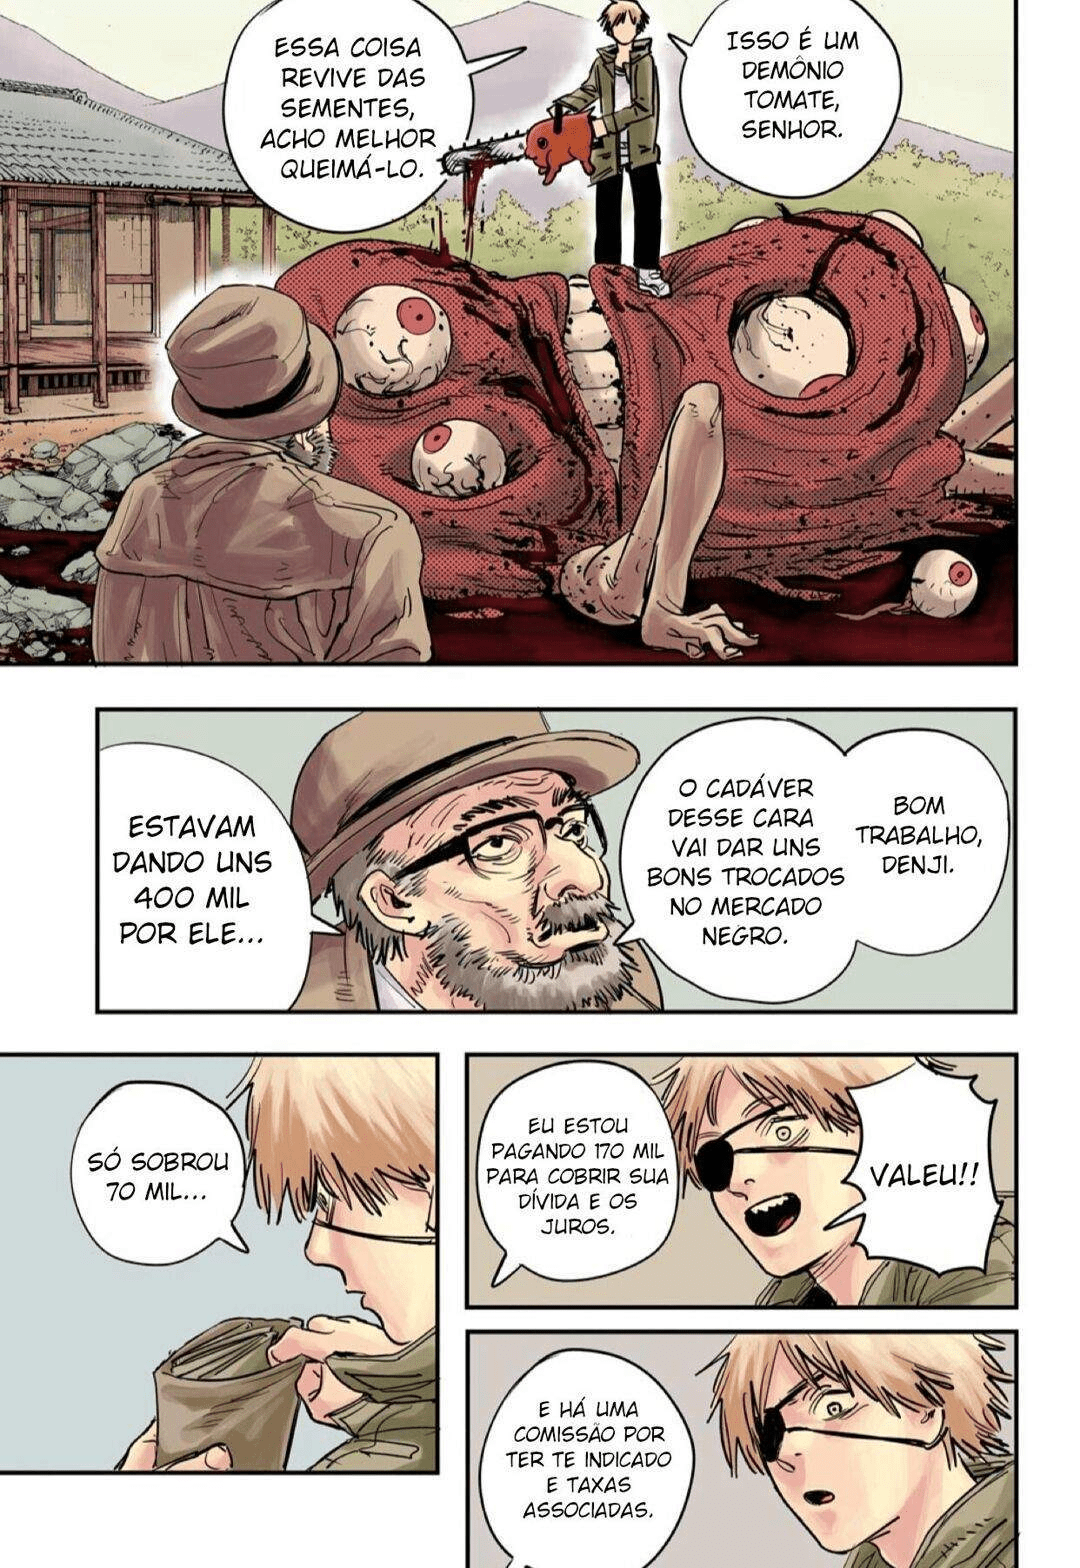 ISSO É UM
DEMÔNIO
TOMATE,
SENHOR.
ESSA COISA
REVIVE DAS
SEMENTES,
ACHO MELHOR
QUEIMÁ-LO.
BOM
TRABALHO,
DENJI.
O CADÁVER
DESSE CARA
VAI DAR UNS
BONS TROCADOS
NO MERCADO
NEGRO.
ESTAVAM
DANDO UNS
400 MIL
POR ELE...
VALEU!!
EU ESTOU
PAGANDO 170 MIL
PARA COBRIR SUA
DÍVIDA E OS
JUROS.
E HÁ UMA
COMISSÃO POR
TER TE INDICADO
E TAXAS
ASSOCIADAS.
SÓ SOBROU
70 MIL...